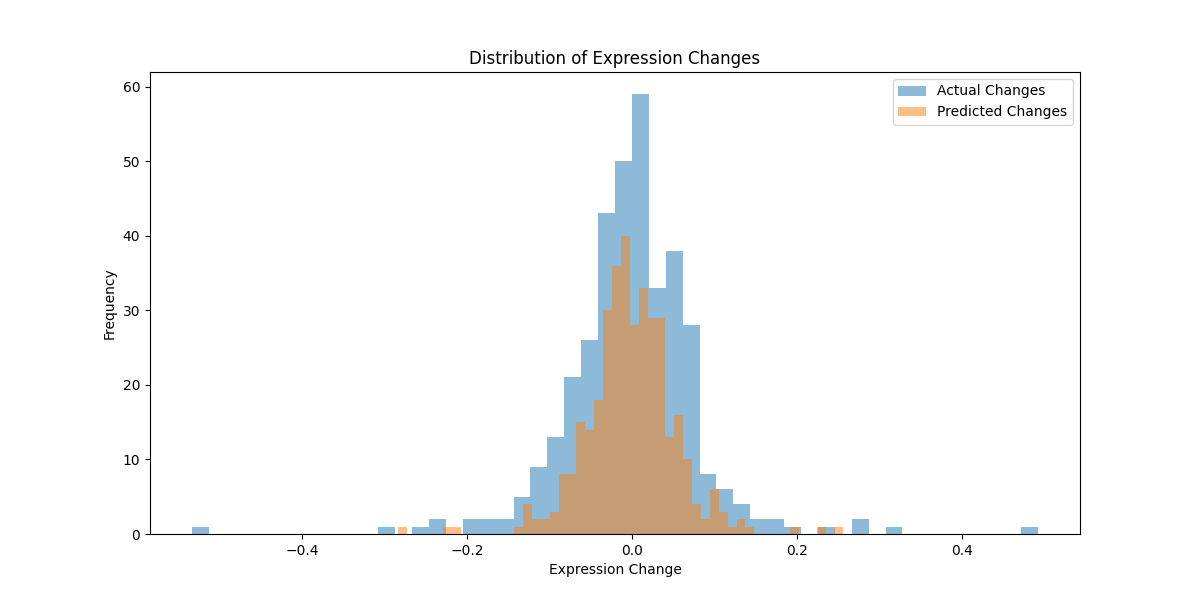 Distribution of Expression Changes
Actual Changes
Predicted Changes
Frequency
60
50
40
30
20
10
0
−0.4
−0.2
0.0
0.2
0.4
Expression Change